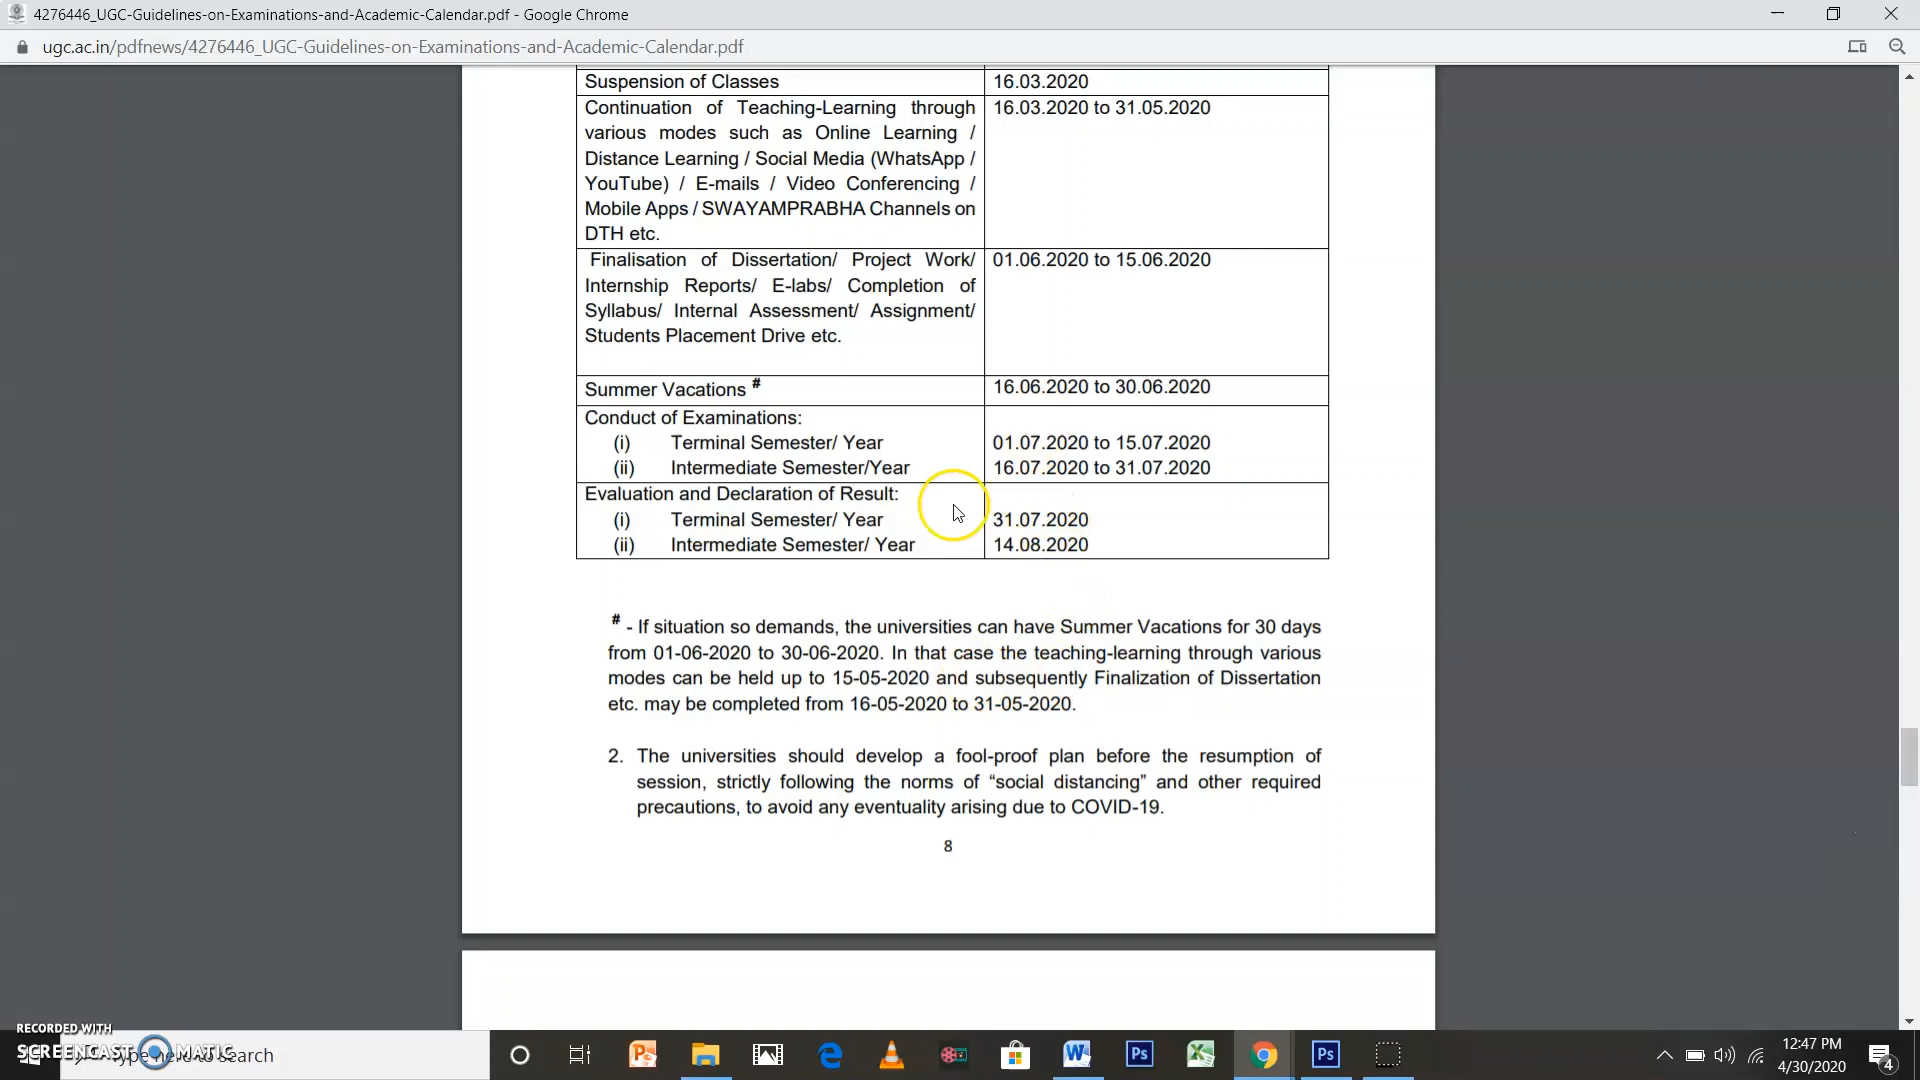 4276446_UGC-Guidelines-on-Examinations-and-Academic-Calendar.pdf - Google Chrome
ugc.ac.in/pdfnews/4276446_UGC-Guidelines-on-Examinations-and-Academic-Calendar.pdf
Suspension of Classes 16.03.2020
Continuation of Teaching-Learning through 16.03.2020 to 31.05.2020
various modes such as Online Learning /
Distance Learning / Social Media (WhatsApp /
YouTube) / E-mails / Video Conferencing /
Mobile Apps / SWAYAMPRABHA Channels on
DTH etc.
Finalisation of Dissertation/ Project Work/ 01.06.2020 to 15.06.2020
Internship Reports/ E-labs/ Completion of
Syllabus/ Internal Assessment/ Assignment/
Students Placement Drive etc.
Summer Vacations # 16.06.2020 to 30.06.2020
Conduct of Examinations:
(i) Terminal Semester/ Year 01.07.2020 to 15.07.2020
(ii) Intermediate Semester/Year 16.07.2020 to 31.07.2020
Evaluation and Declaration of Result:
(i) Terminal Semester/ Year 31.07.2020
(ii) Intermediate Semester/ Year 14.08.2020
# - If situation so demands, the universities can have Summer Vacations for 30 days
from 01-06-2020 to 30-06-2020. In that case the teaching-learning through various
modes can be held up to 15-05-2020 and subsequently Finalization of Dissertation
etc. may be completed from 16-05-2020 to 31-05-2020.
2. The universities should develop a fool-proof plan before the resumption of
session, strictly following the norms of “social distancing” and other required
precautions, to avoid any eventuality arising due to COVID-19.
8
RECORDED WITH
SCREENCAST MATIC
Type here to search
12:47 PM
4/30/2020
4